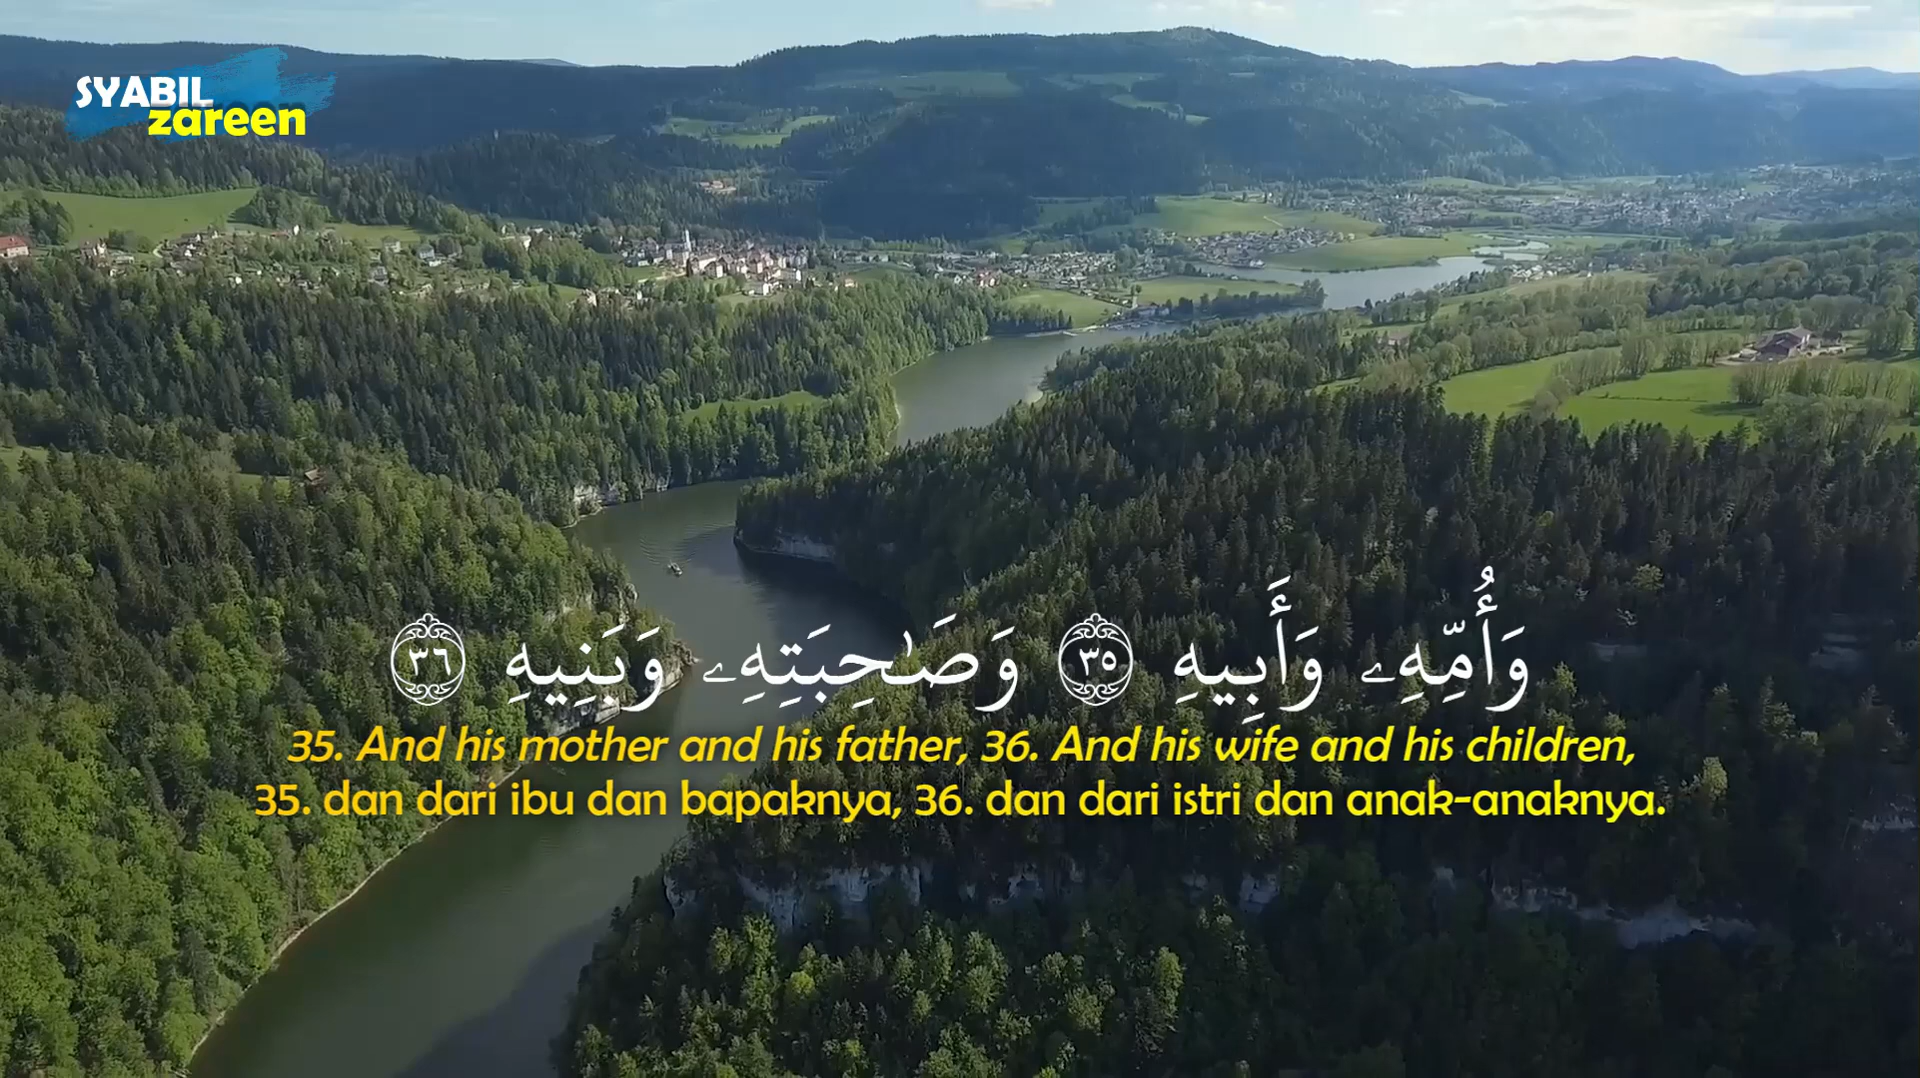 SYABIL
zareen
وَأُمِّهِۦ وَأَبِيهِ ٣٥ وَصَـٰحِبَتِهِۦ وَبَنِيهِ ٣٦
35. And his mother and his father, 36. And his wife and his children,
35. dan dari ibu dan bapaknya, 36. dan dari istri dan anak-anaknya.